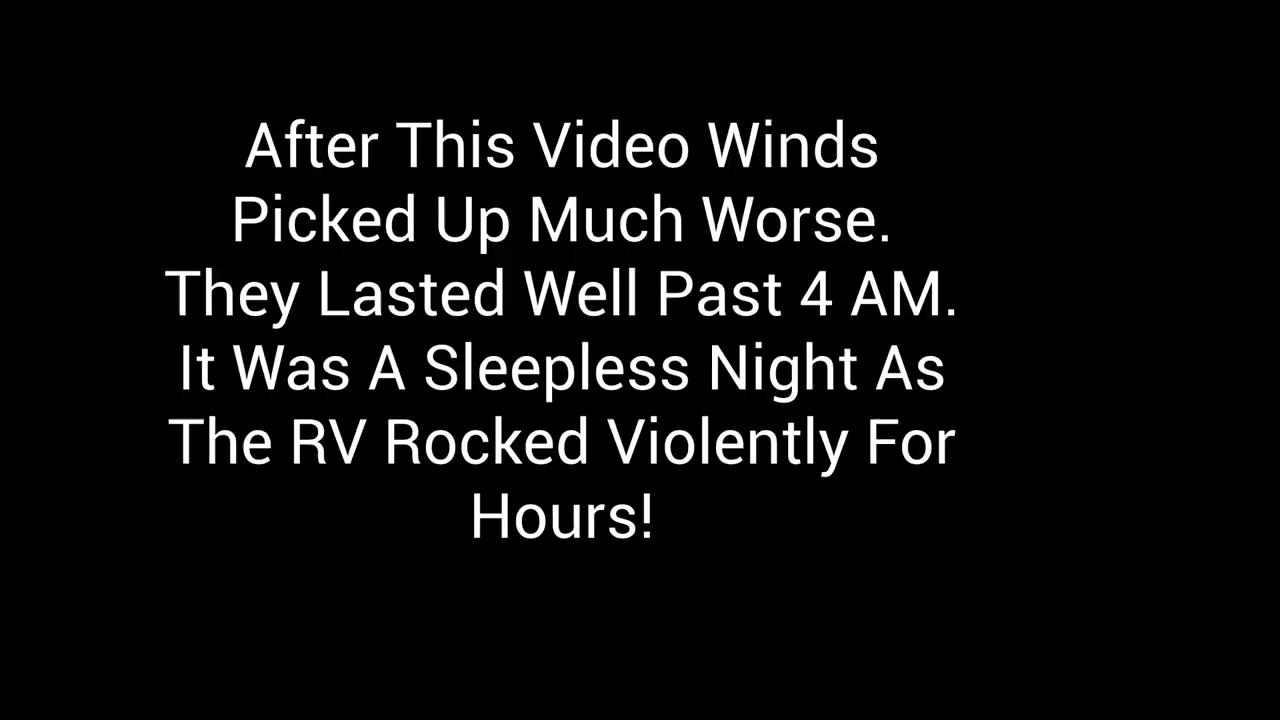 After This Video Winds
Picked Up Much Worse.
They Lasted Well Past 4 AM.
It Was A Sleepless Night As
The RV Rocked Violently For
Hours!